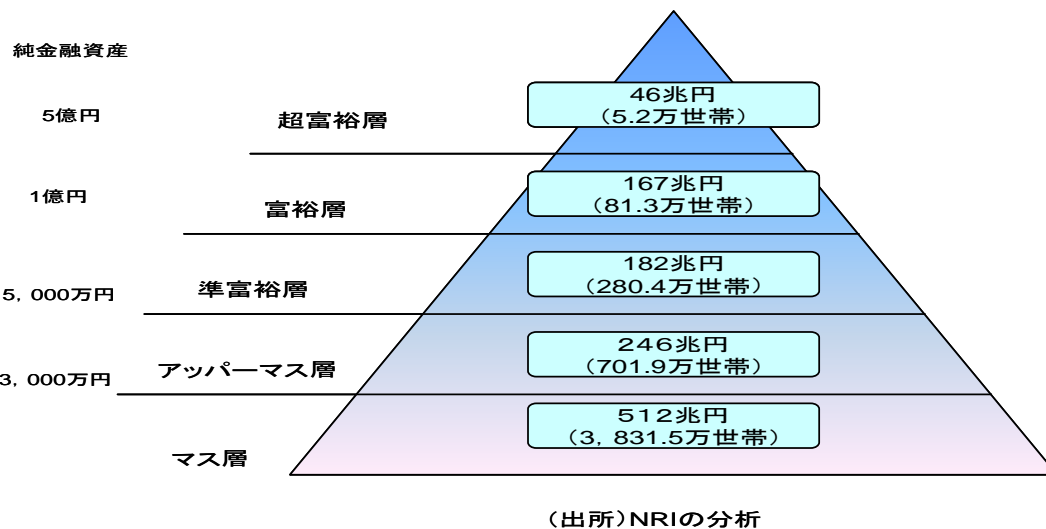 純金融資産
5億円
超富裕層
46兆円
(5.2万世帯)
1億円
富裕層
167兆円
(81.3万世帯)
5,000万円
準富裕層
182兆円
(280.4万世帯)
3,000万円
アッパーマス層
246兆円
(701.9万世帯)
マス層
512兆円
(3,831.5万世帯)
(出所)NRIの分析